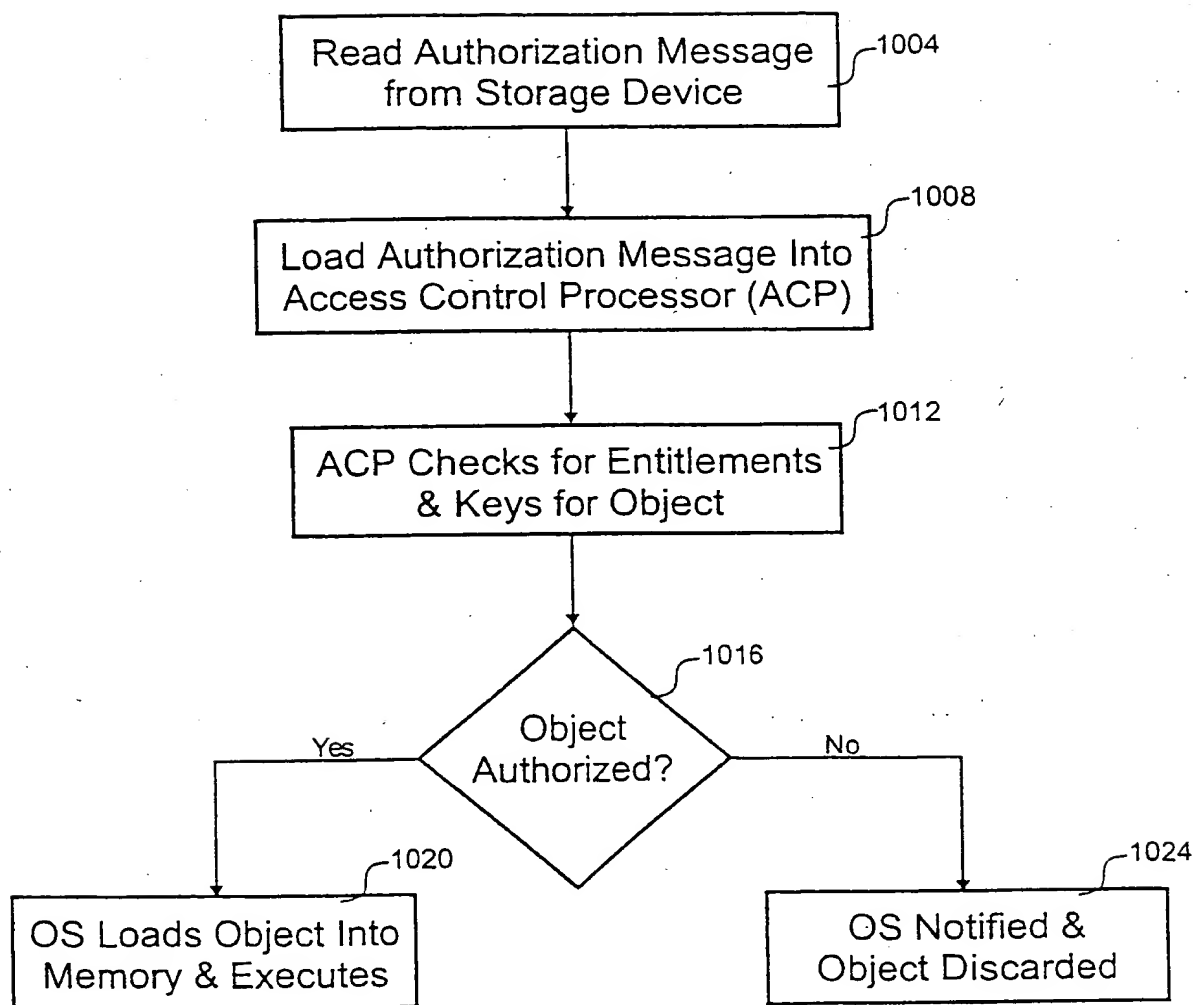 Read Authorization Message
from Storage Device
1004
Load Authorization Message Into
Access Control Processor (ACP)
1008
ACP Checks for Entitlements
& Keys for Object
1012
Object
Authorized?
1016
Yes
No
OS Loads Object Into
Memory & Executes
1020
OS Notified &
Object Discarded
1024